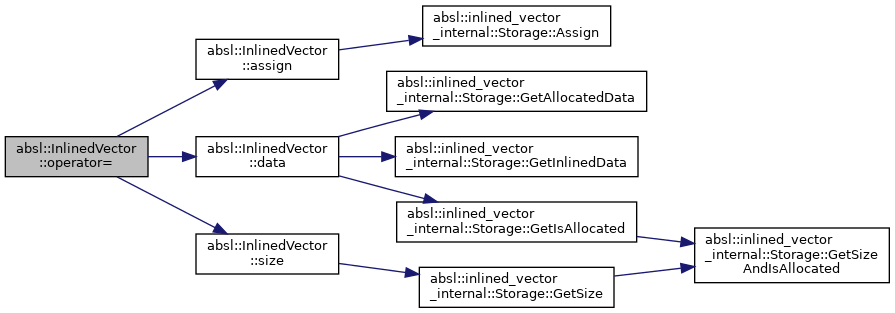 absl::InlinedVector
::operator=
absl::InlinedVector
::assign
absl::inlined_vector
_internal::Storage::Assign
absl::InlinedVector
::data
absl::inlined_vector
_internal::Storage::GetAllocatedData
absl::inlined_vector
_internal::Storage::GetInlinedData
absl::inlined_vector
_internal::Storage::GetIsAllocated
absl::InlinedVector
::size
absl::inlined_vector
_internal::Storage::GetSize
absl::inlined_vector
_internal::Storage::GetSize
AndIsAllocated